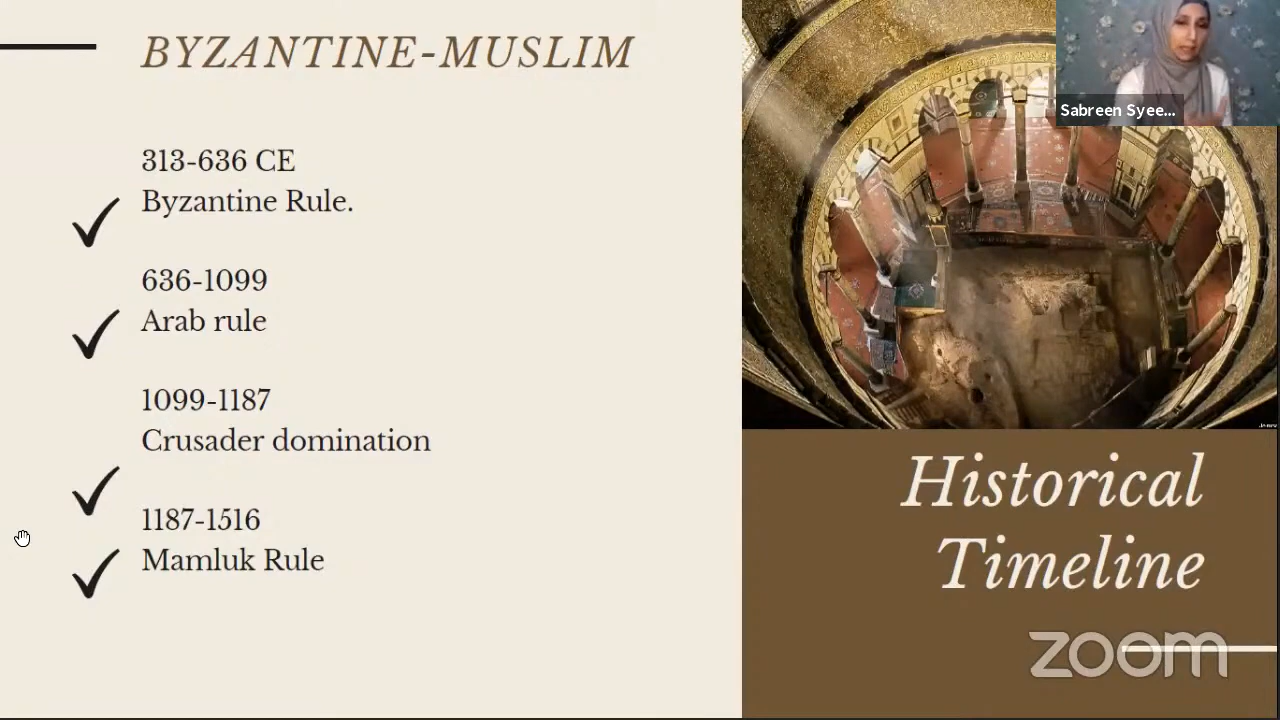 BYZANTINE-MUSLIM
313-636 CE
Byzantine Rule.
636-1099
Arab rule
1099-1187
Crusader domination
1187-1516
Mamluk Rule
Sabreen Syee...
Historical
Timeline
zoom